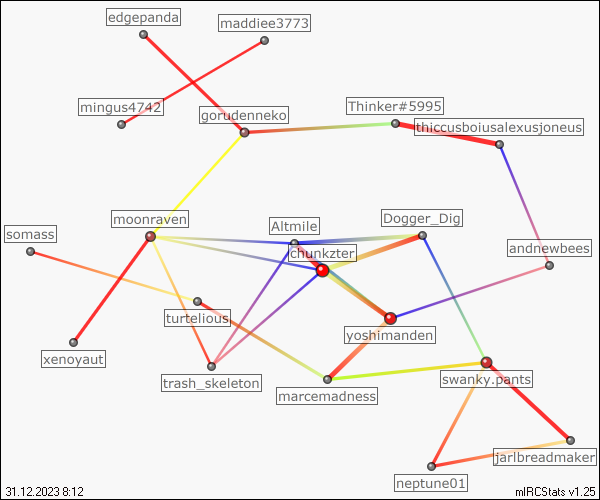 edgepanda
maddiee3773
mingus4742
gorudenneko
Thinker#5995
thiccusboiusalexusjoneus
moonraven
Altmile
Dogger_Dig
somass
chunkzter
andnewbees
turtelious
yoshimanden
xenoyaut
trash_skeleton
marcemadness
swanky.pants
jarlbreadmaker
neptune01
31.12.2023 8:12
mIRCStats v1.25